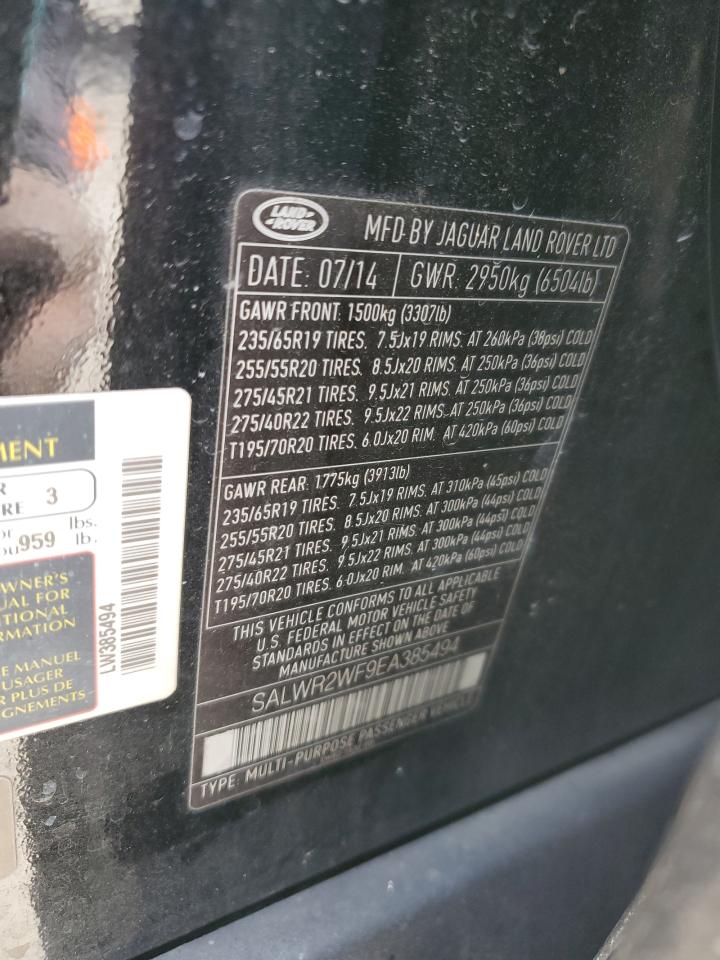 LAND-
-ROVER
MFD BY JAGUAR LAND ROVER LTD
DATE: 07/14 GWR: 2950kg (6504lb)
GAWR FRONT: 1500kg (3307lb)
235/65R19 TIRES. 7.5Jx19 RIMS. AT 260kPa (38psi) COLD
255/55R20 TIRES. 8.5Jx20 RIMS. AT 250kPa (36psi) COLD
275/45R21 TIRES. 9.5Jx21 RIMS. AT 250kPa (36psi) COLD
275/40R22 TIRES. 9.5Jx22 RIMS. AT 250kPa (36psi) COLD
T195/70R20 TIRES. 6.0Jx20 RIM. AT 420kPa (60psi) COLD
GAWR REAR: 1775kg (3913lb)
235/65R19 TIRES. 7.5Jx19 RIMS. AT 310kPa (45psi) COLD
255/55R20 TIRES. 8.5Jx20 RIMS. AT 300kPa (44psi) COLD
275/45R21 TIRES. 9.5Jx21 RIMS. AT 300kPa (44psi) COLD
275/40R22 TIRES. 9.5Jx22 RIMS. AT 300kPa (44psi) COLD
T195/70R20 TIRES. 6.0Jx20 RIM. AT 420kPa (60psi) COLD
THIS VEHICLE CONFORMS TO ALL APPLICABLE
U.S. FEDERAL MOTOR VEHICLE SAFETY
STANDARDS IN EFFECT ON THE DATE OF
MANUFACTURE SHOWN ABOVE
SALWR2WF9EA385494
TYPE: MULTI-PURPOSE PASSENGER VEHICLE
MENT
R
RE 3
or lbs.
ou 959 lb.
OWNER'S
UAL FOR
ITIONAL
RMATION
E MANUEL
USAGER
R PLUS DE
IGNEMENTS
LW385494